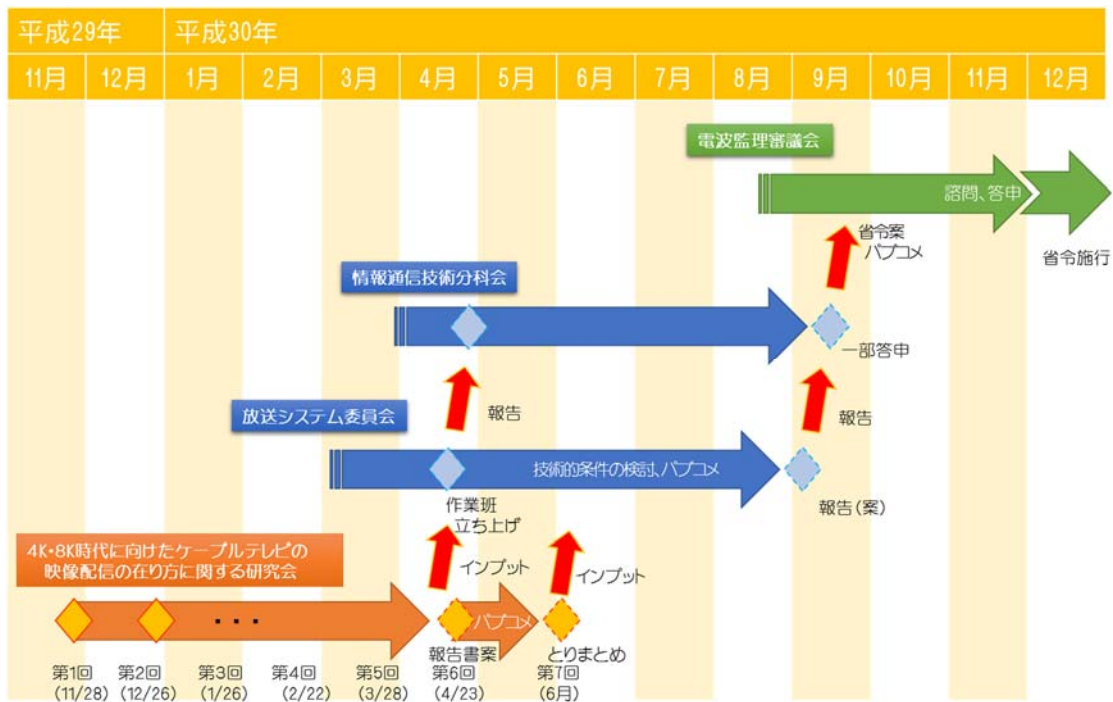 平成29年 平成30年
11月 12月 1月 2月 3月 4月 5月 6月 7月 8月 9月 10月 11月 12月
電波監理審議会
諮問、答申
省令案
パブコメ
省令施行
情報通信技術分科会
一部答申
放送システム委員会
報告
報告
技術的条件の検討、パブコメ
作業班
立ち上げ
報告(案)
4K・8K時代に向けたケーブルテレビの
映像配信の在り方に関する研究会
インプット
インプット
・・・
パブコメ
報告書案
とりまとめ
第1回 第2回 第3回 第4回 第5回 第6回 第7回
(11/28) (12/26) (1/26) (2/22) (3/28) (4/23) (6月)